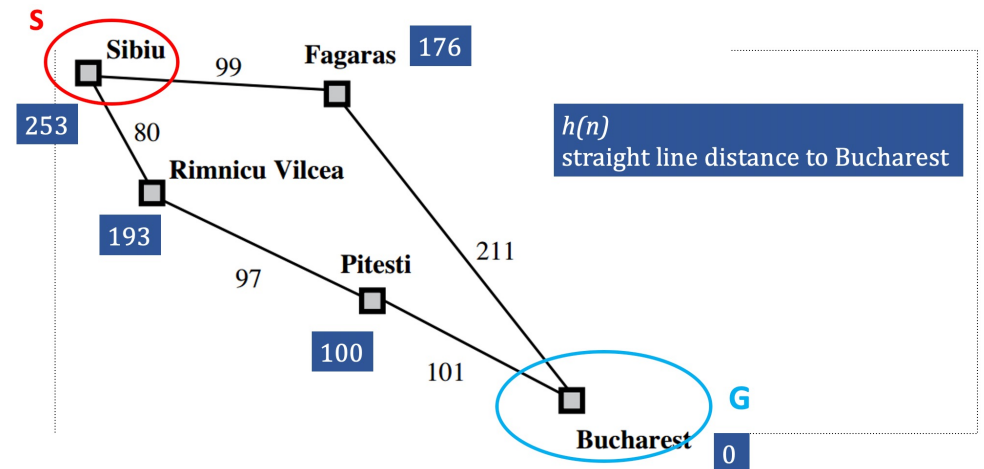 S
Sibiu
99
Fagaras
176
253
80
h(n)
straight line distance to Bucharest
Rimnicu Vilcea
193
97
Pitesti
211
100
101
G
Bucharest
0